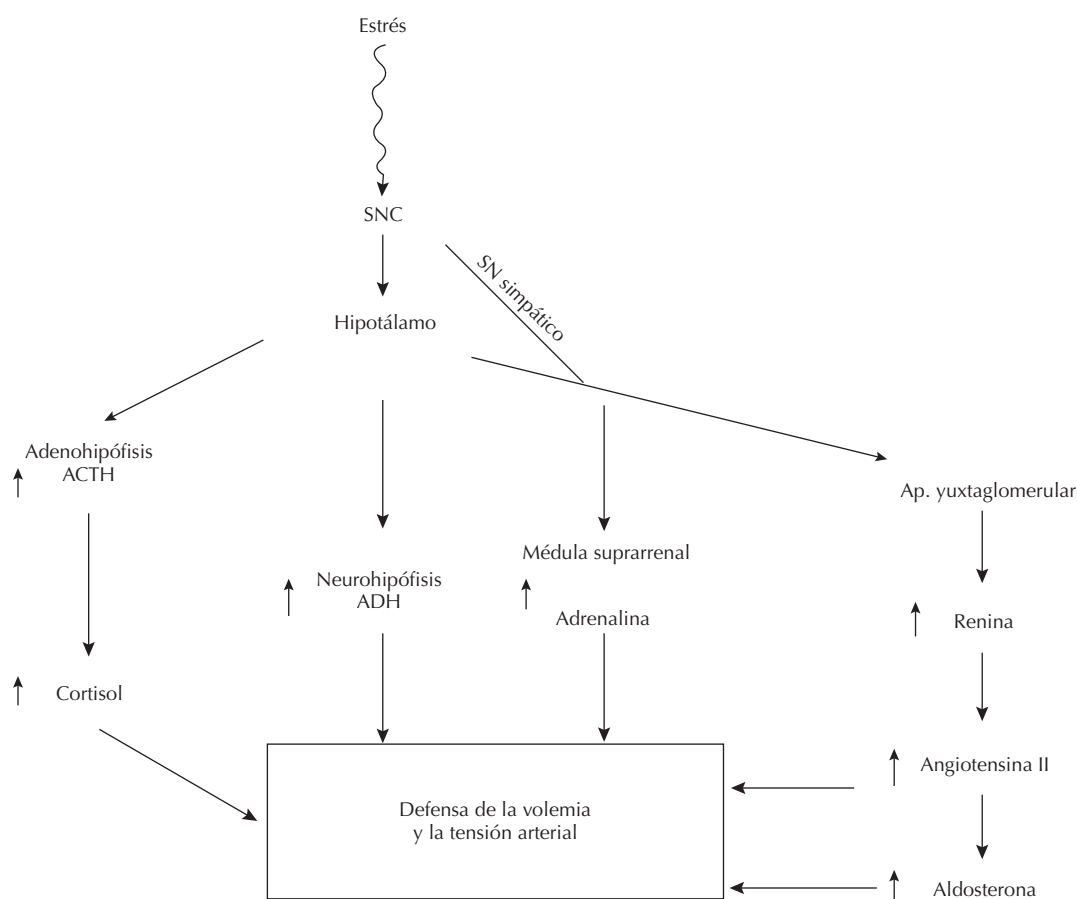 Estrés
SNC
SN simpático
Hipotálamo
Adenohipófisis
ACTH
Ap. yuxtaglomerular
Médula suprarrenal
Neurohipófisis
ADH
Adrenalina
Renina
Cortisol
Angiotensina II
Defensa de la volemia
y la tensión arterial
Aldosterona